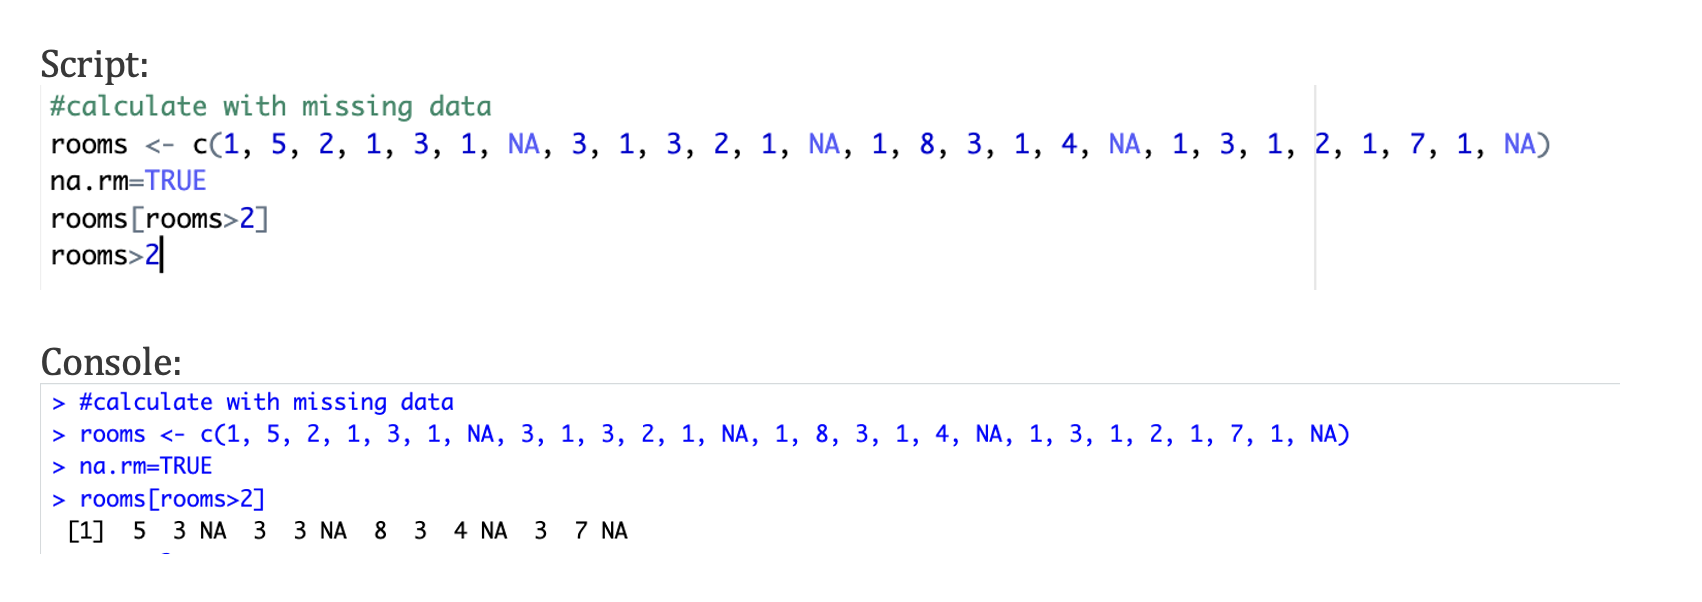 Script:
#calculate with missing data
rooms <- c(1, 5, 2, 1, 3, 1, NA, 3, 1, 3, 2, 1, NA, 1, 8, 3, 1, 4, NA, 1, 3, 1, 2, 1, 7, 1, NA)
na.rm=TRUE
rooms[rooms>2]
rooms>2
Console:
> #calculate with missing data
> rooms <- c(1, 5, 2, 1, 3, 1, NA, 3, 1, 3, 2, 1, NA, 1, 8, 3, 1, 4, NA, 1, 3, 1, 2, 1, 7, 1, NA)
> na.rm=TRUE
> rooms[rooms>2]
[1]  5  3 NA  3  3 NA  8  3  4 NA  3  7 NA